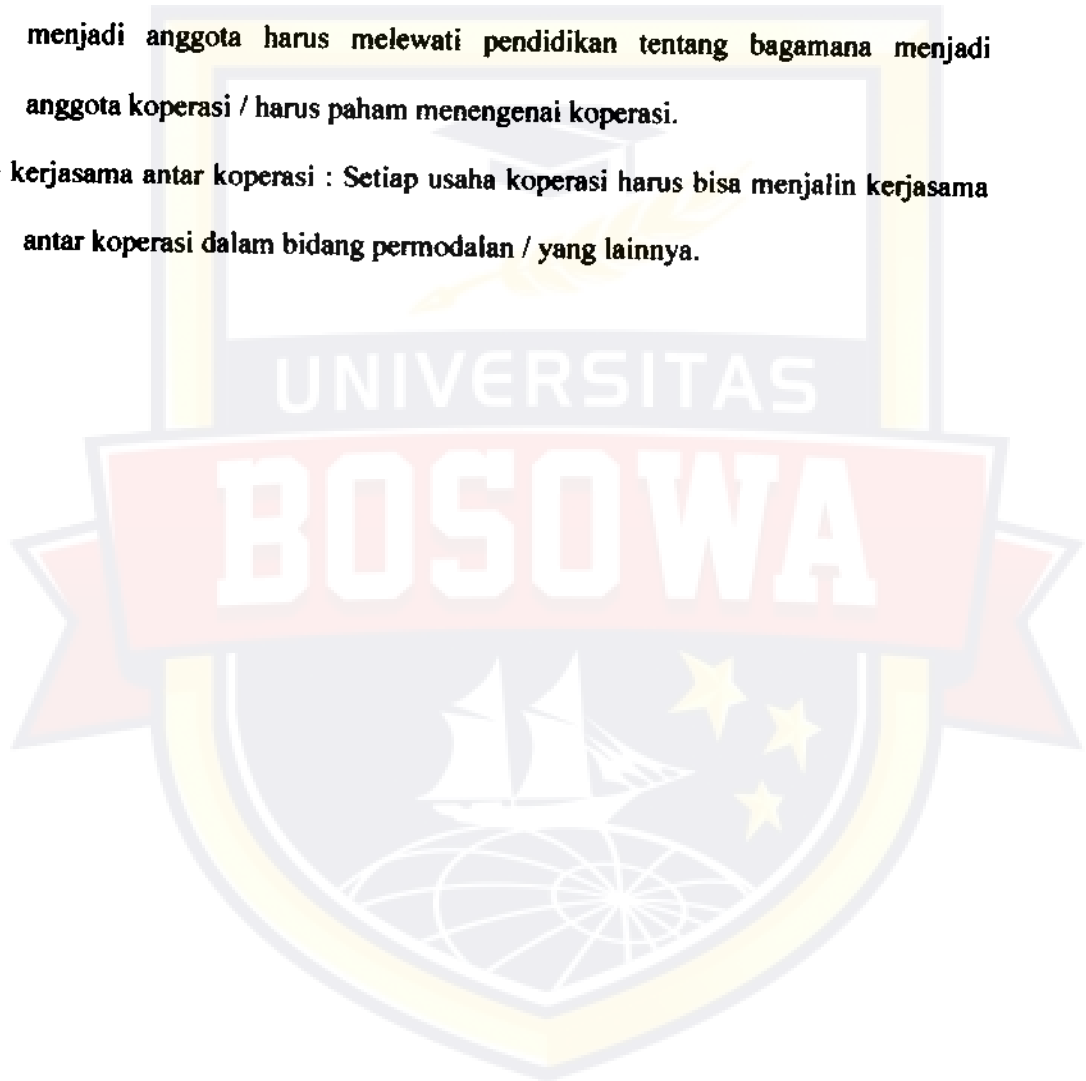 menjadi anggota harus melewati pendidikan tentang bagamana menjadi
anggota koperasi / harus paham menengenai koperasi.
kerjasama antar koperasi : Setiap usaha koperasi harus bisa menjalin kerjasama
antar koperasi dalam bidang permodalan / yang lainnya.
UNIVERSITAS
BOSOWA